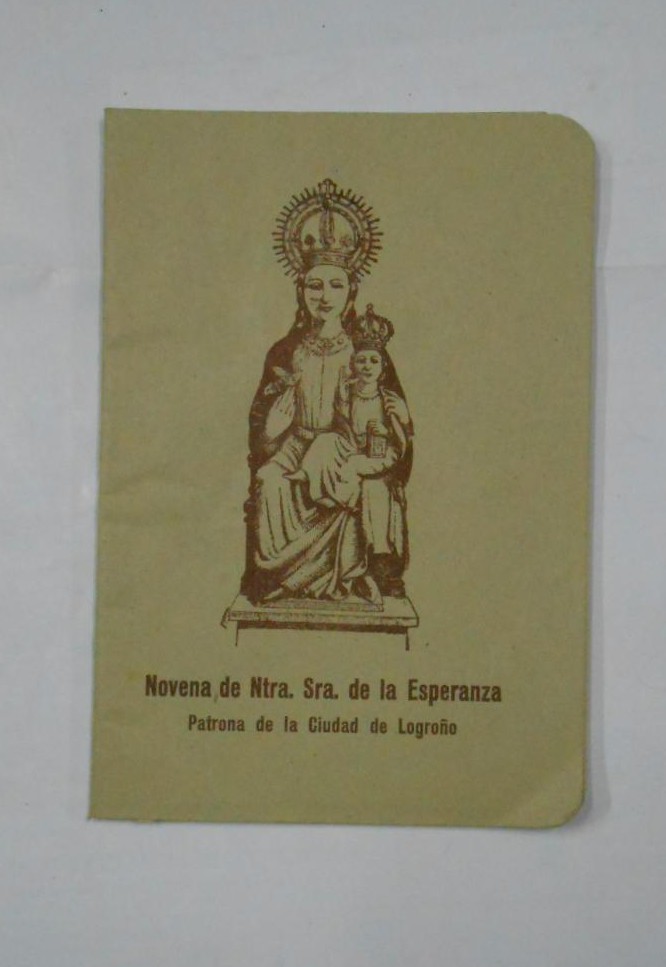 Novena de Ntra. Sra. de la Esperanza
Patrona de la Ciudad de Logroño